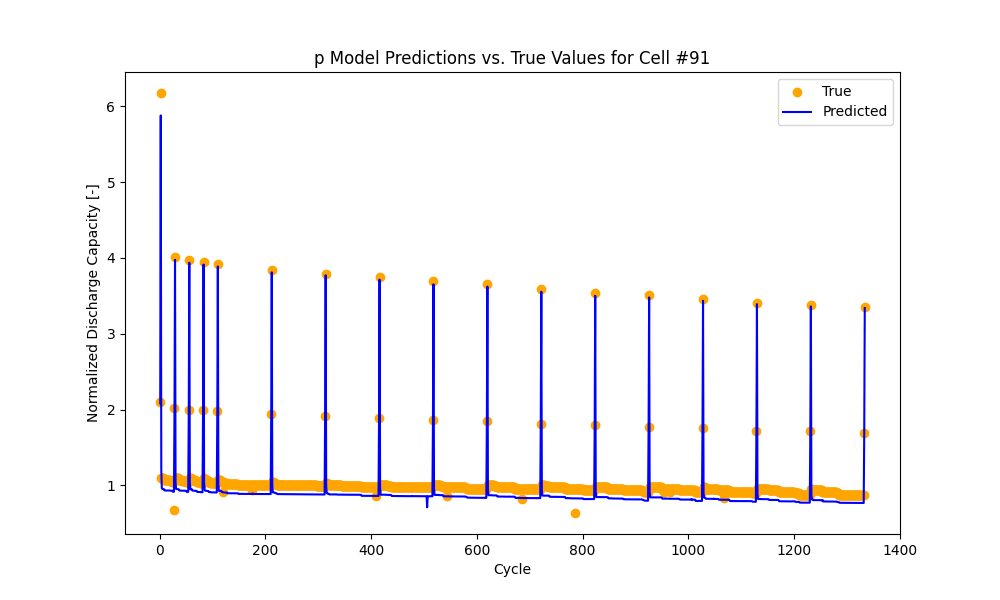 p Model Predictions vs. True Values for Cell #91
True
Predicted
Normalized Discharge Capacity [-]
6
5
4
3
2
1
0
200
400
600
800
1000
1200
1400
Cycle